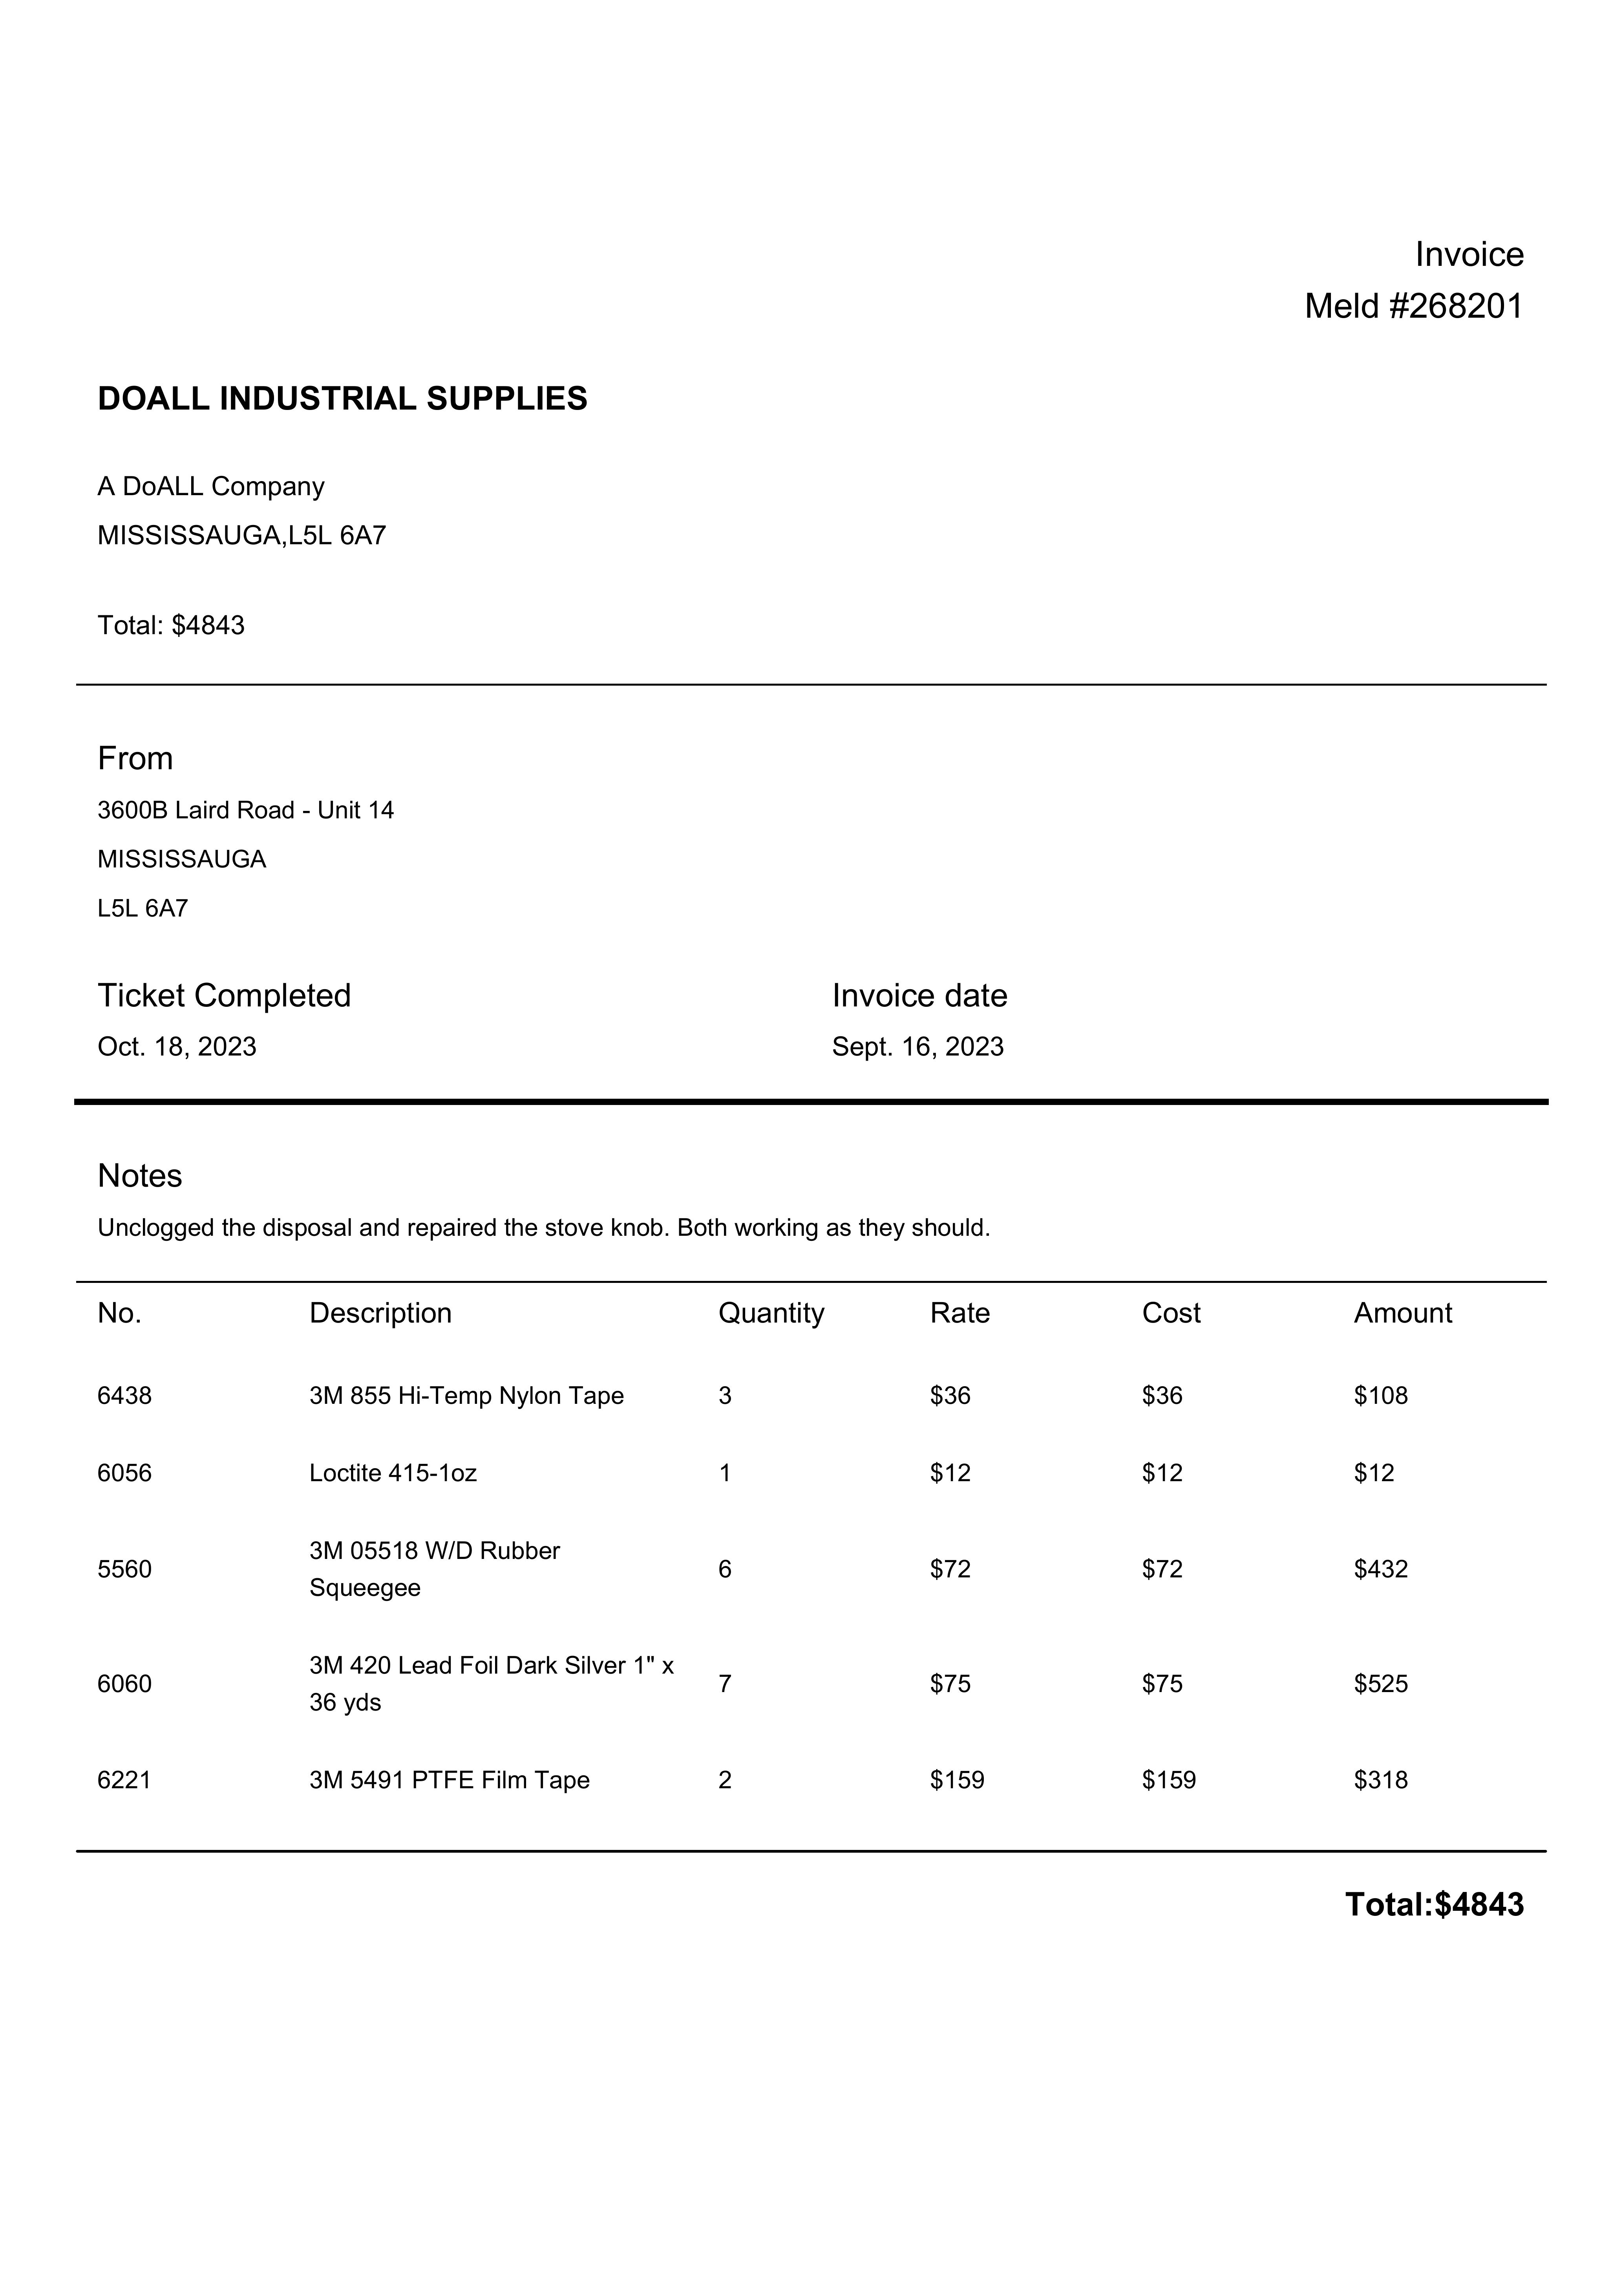 Invoice
Meld #268201
DOALL INDUSTRIAL SUPPLIES
A DoALL Company
MISSISSAUGA,L5L 6A7
Total: $4843
From
3600B Laird Road - Unit 14
MISSISSAUGA
L5L 6A7
Ticket Completed Invoice date
Oct. 18, 2023 Sept. 16, 2023
Notes
Unclogged the disposal and repaired the stove knob. Both working as they should.
No. Description Quantity Rate Cost Amount
6438 3M 855 Hi-Temp Nylon Tape 3 $36 $36 $108
6056 Loctite 415-1oz 1 $12 $12 $12
3M 05518 W/D Rubber
5560 6 $72 $72 $432
Squeegee
3M 420 Lead Foil Dark Silver 1" x
6060 7 $75 $75 $525
36 yds
6221 3M 5491 PTFE Film Tape 2 $159 $159 $318
Total:$4843